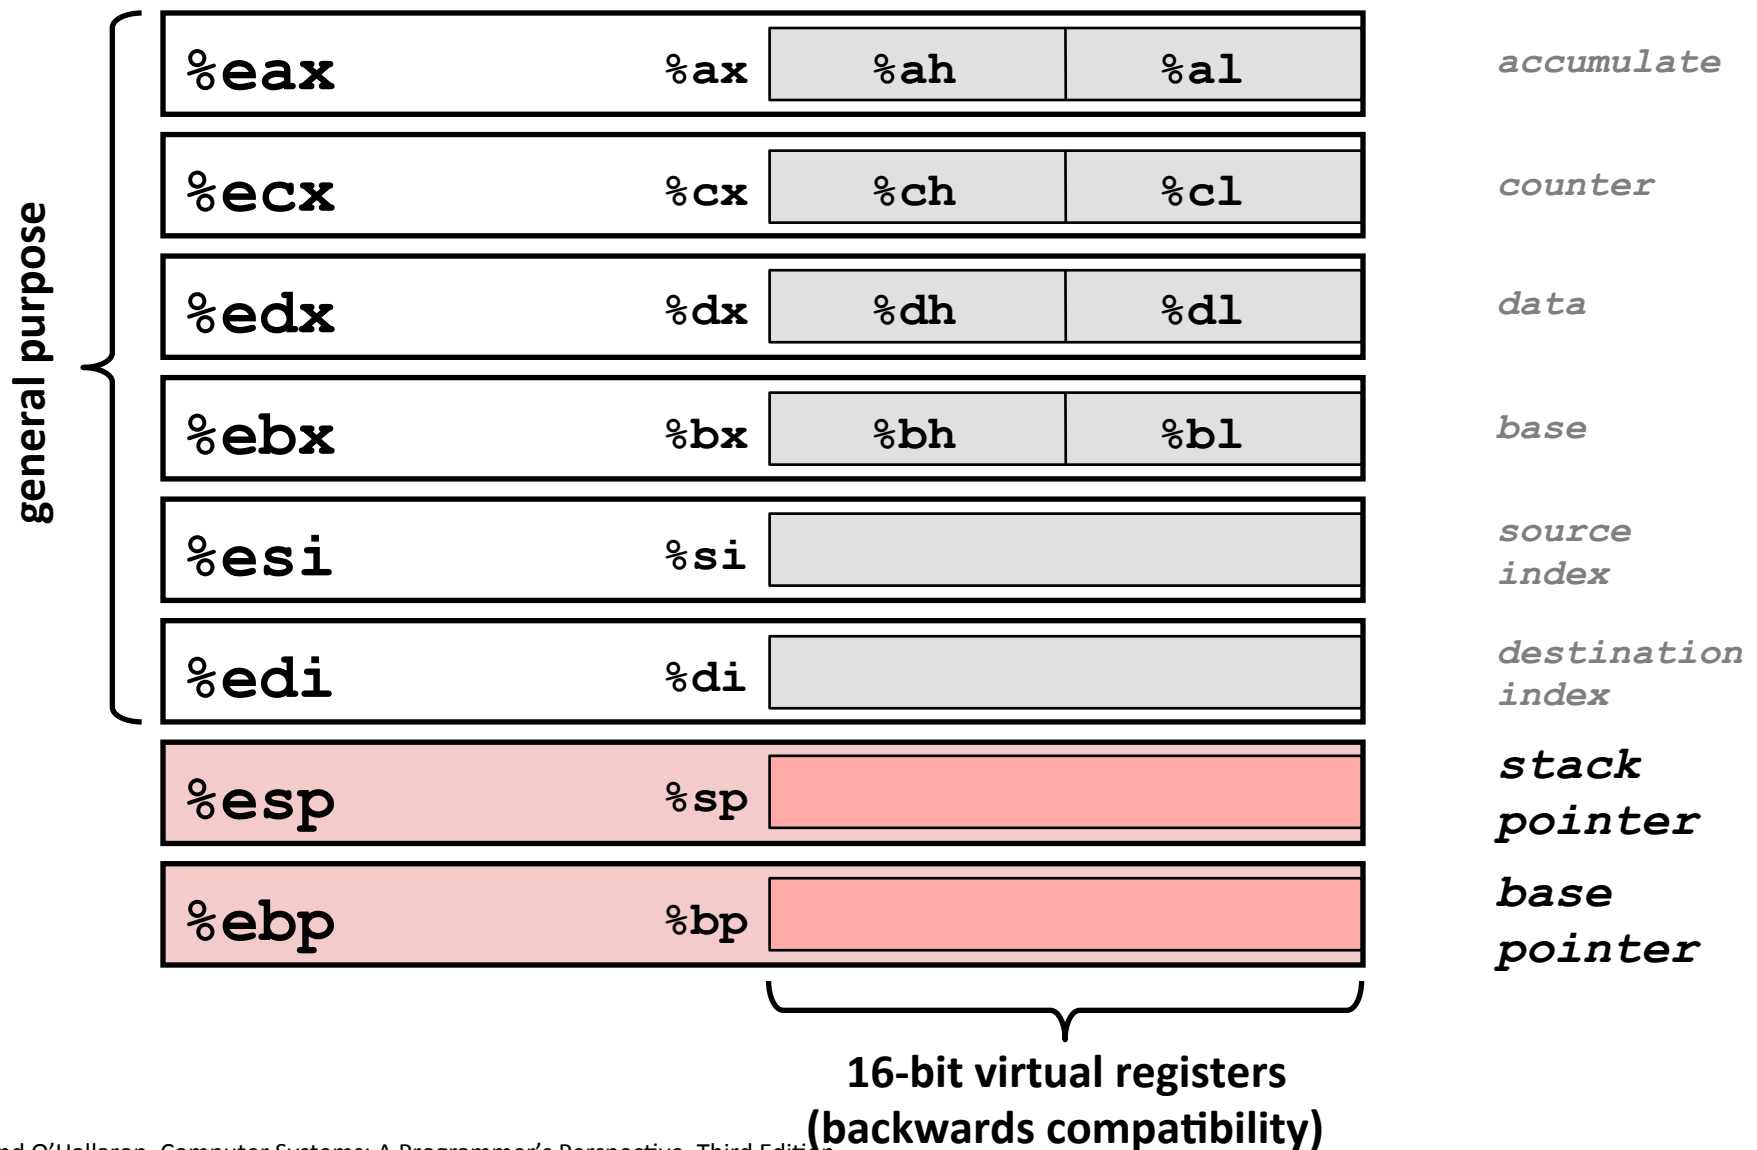 general purpose
%eax %ax %ah %al accumulate
%ecx %cx %ch %cl counter
%edx %dx %dh %dl data
%ebx %bx %bh %bl base
%esi %si source
index
%edi %di destination
index
%esp %sp stack
pointer
%ebp %bp base
pointer
16-bit virtual registers
(backwards compatibility)
O'Hallaron, Computer Systems: A Programmer's Perspective, Third Edition